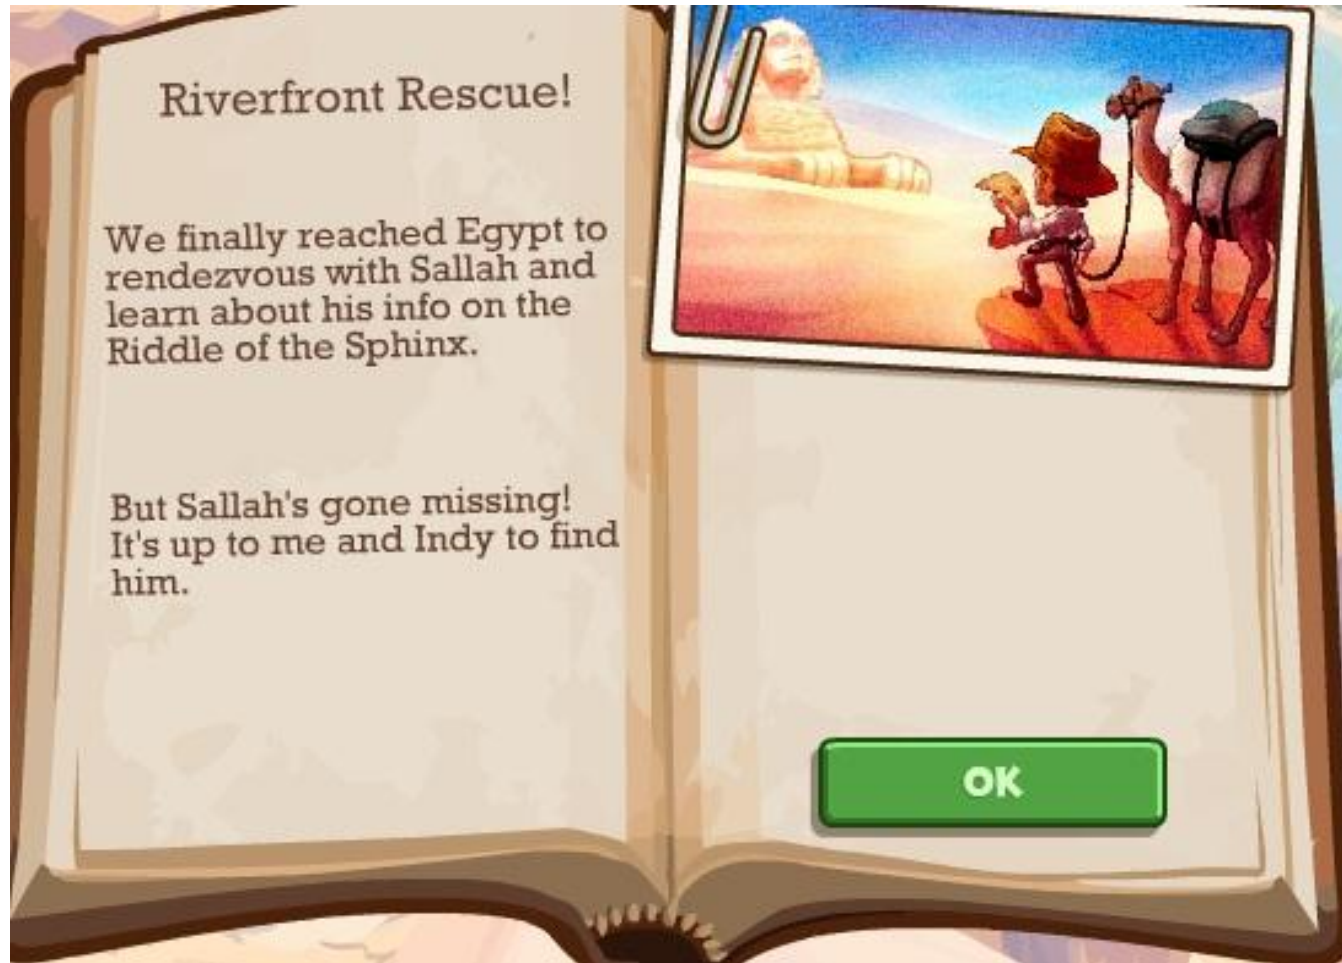 Riverfront Rescue!
We finally reached Egypt to
rendezvous with Sallah and
learn about his info on the
Riddle of the Sphinx.
But Sallah's gone missing!
It's up to me and Indy to find
him.
OK